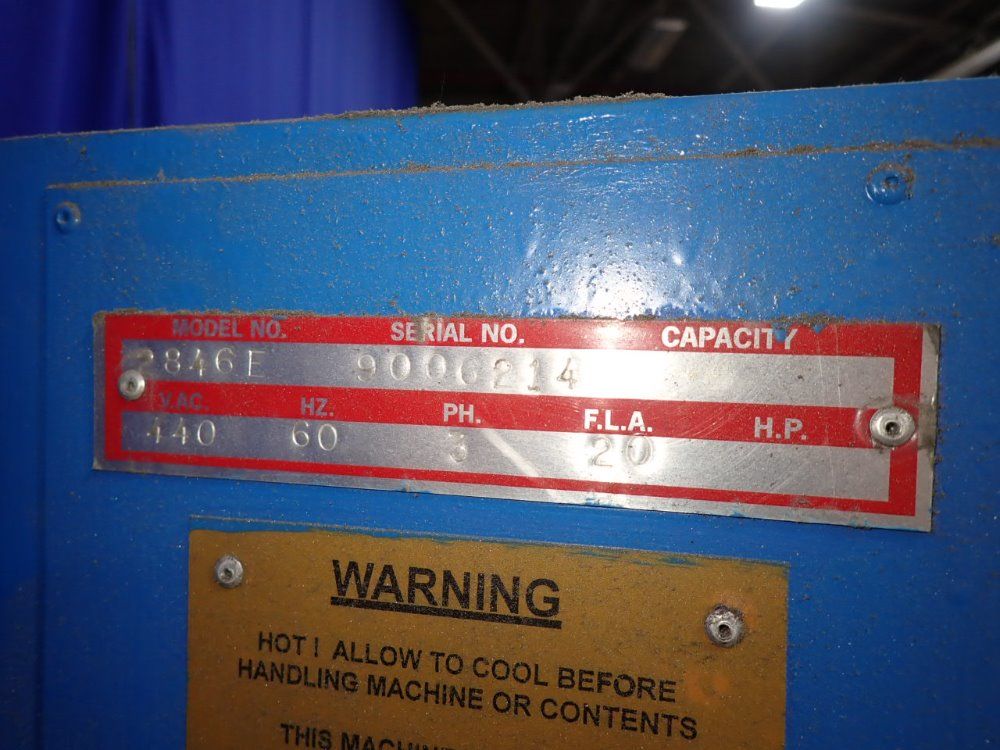 MODEL NO. SERIAL NO. CAPACITY
2846E 9006214
V.AC. HZ. PH. F.L.A. H.P.
440 60 3 20
WARNING
HOT! ALLOW TO COOL BEFORE
HANDLING MACHINE OR CONTENTS
THIS